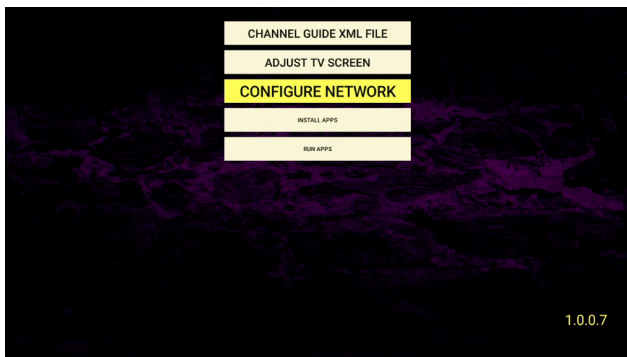 CHANNEL GUIDE XML FILE
ADJUST TV SCREEN
CONFIGURE NETWORK
INSTALL APPS
RUN APPS
1.0.0.7